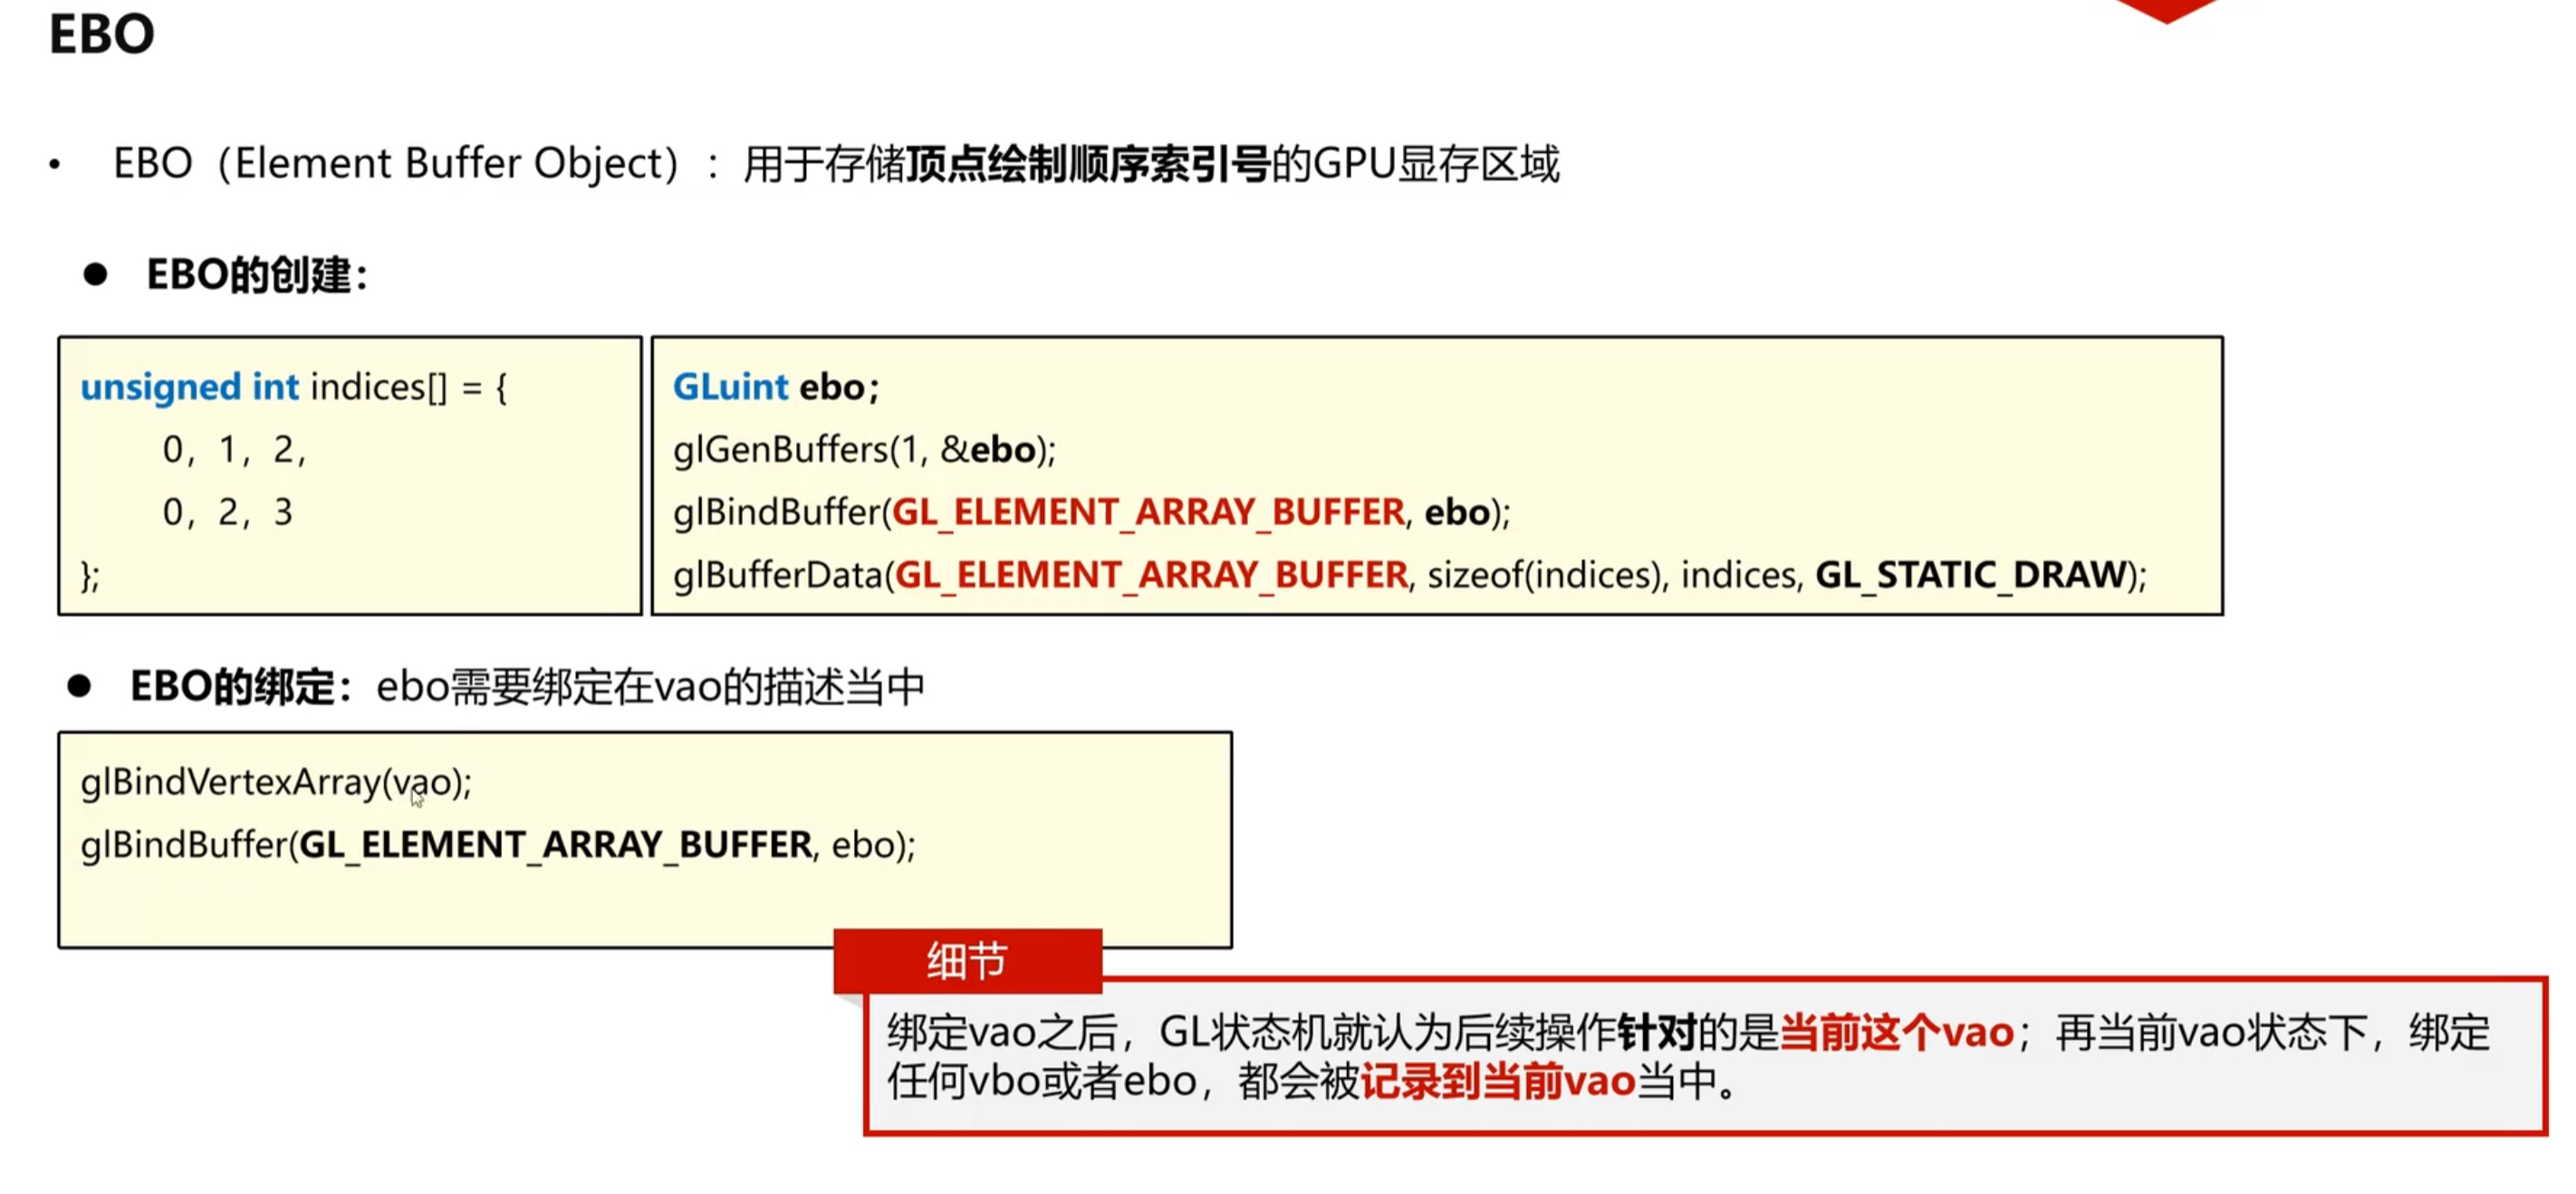 EBO
• EBO（Element Buffer Object）：用于存储顶点绘制顺序索引号的GPU显存区域
● EBO的创建：
unsigned int indices[] = {
0, 1, 2,
0, 2, 3
};
GLuint ebo;
glGenBuffers(1, &ebo);
glBindBuffer(GL_ELEMENT_ARRAY_BUFFER, ebo);
glBufferData(GL_ELEMENT_ARRAY_BUFFER, sizeof(indices), indices, GL_STATIC_DRAW);
● EBO的绑定：ebo需要绑定在vao的描述当中
glBindVertexArray(vao);
glBindBuffer(GL_ELEMENT_ARRAY_BUFFER, ebo);
细节
绑定vao之后，GL状态机就认为后续操作针对的是当前这个vao；再当前vao状态下，绑定
任何vbo或者ebo，都会被记录到当前vao当中。